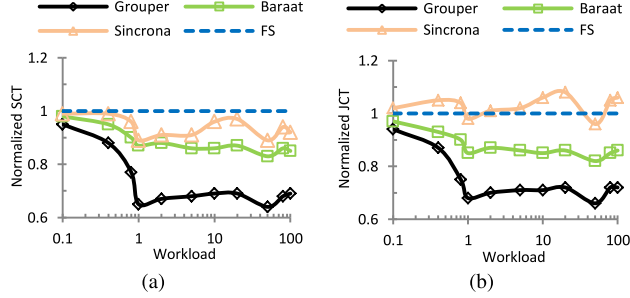 Grouper Baraat
Sincrona FS
1.2
1
0.8
0.6
Normalized SCT
0.1 1 10 100
Workload
(a)
Grouper Baraat
Sincrona FS
1.2
1
0.8
0.6
Normalized JCT
0.1 1 10 100
Workload
(b)